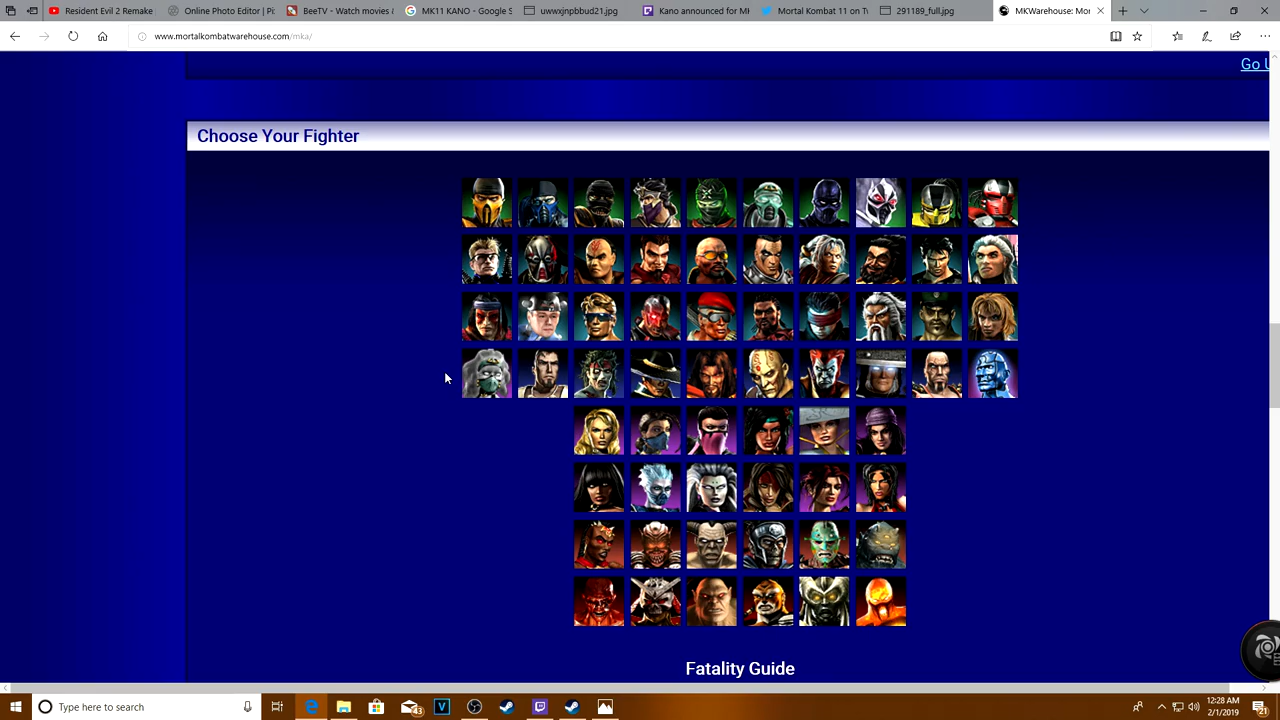 Resident Evil 2 Remake
Online Photo Editor | Pi
BeeTV - Watch movies i
MK11 KANO - Google S
uwwxjnpbbud21.jpg
Kano announced for M
Mortal Kombat 11 on Tw
291189_full.jpg
MKWarehouse: Mor
www.mortalkombatwarehouse.com/mka/
Go U
Choose Your Fighter
Fatality Guide
Type here to search
43
12:28 AM
2/1/2019
21